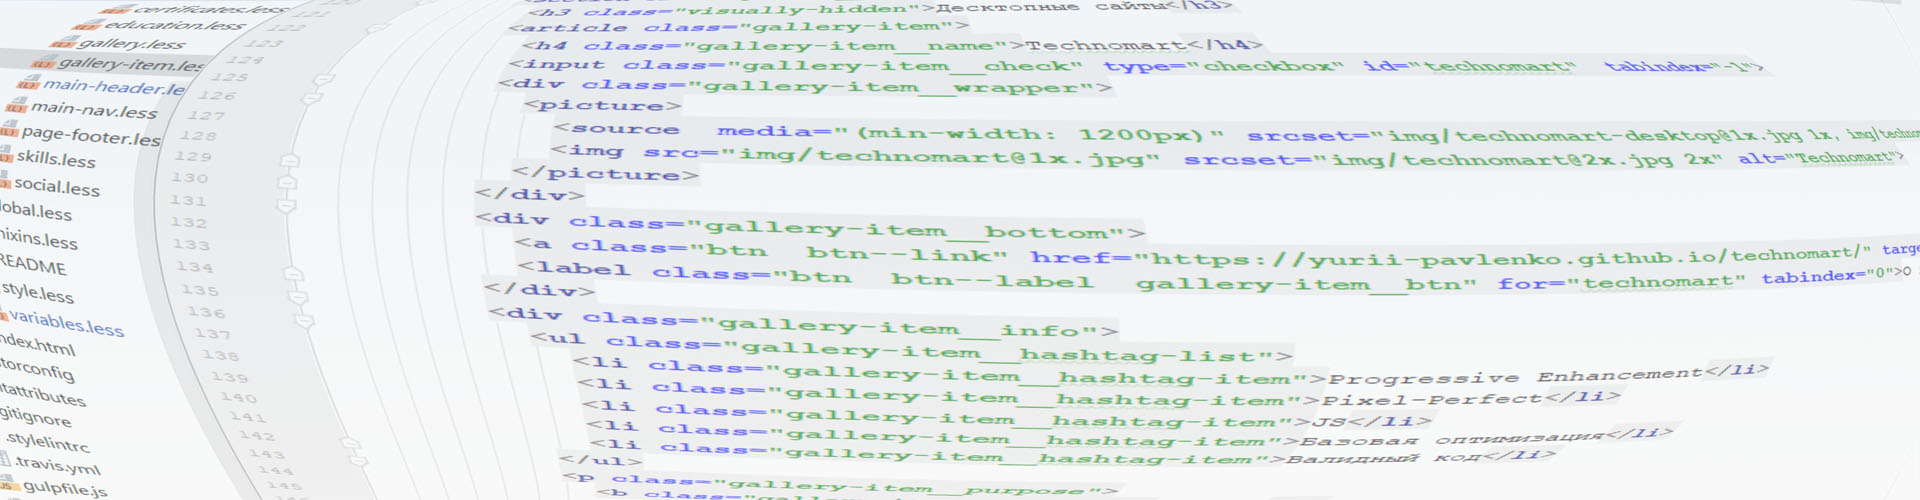 certificates.less
education.less
gallery.less
gallery-item.les
main-header.le
main-nav.less
page-footer.les
skills.less
social.less
lobal.less
ixins.less
README
style.less
variables.less
ndex.html
torconfig
tattributes
gitignore
.stylelintrc
.travis.yml
gulpfile.js
121
122
123
124
125
126
127
128
129
130
131
132
133
134
135
136
137
138
139
140
141
142
143
144
145
<h3 class="visually-hidden">Десктопные сайты</h3>
<article class="gallery-item">
<h4 class="gallery-item__name">Technomart</h4>
<input class="gallery-item__check" type="checkbox" id="technomart" tabindex="-1">
<div class="gallery-item__wrapper">
<picture>
<source media="(min-width: 1200px)" srcset="img/technomart-desktop@1x.jpg 1x, img/techno
<img src="img/technomart@1x.jpg" srcset="img/technomart@2x.jpg 2x" alt="Technomart">
</picture>
</div>
<div class="gallery-item__bottom">
<a class="btn btn--link" href="https://yurii-pavlenko.github.io/technomart/" targe
<label class="btn btn--label gallery-item__btn" for="technomart" tabindex="0">О
</div>
<div class="gallery-item__info">
<ul class="gallery-item__hashtag-list">
<li class="gallery-item__hashtag-item">Progressive Enhancement</li>
<li class="gallery-item__hashtag-item">Pixel-Perfect</li>
<li class="gallery-item__hashtag-item">JS</li>
<li class="gallery-item__hashtag-item">Базовая оптимизация</li>
<li class="gallery-item__hashtag-item">Валидный код</li>
</ul>
<p class="gallery-item__purpose">
<b class="gallery